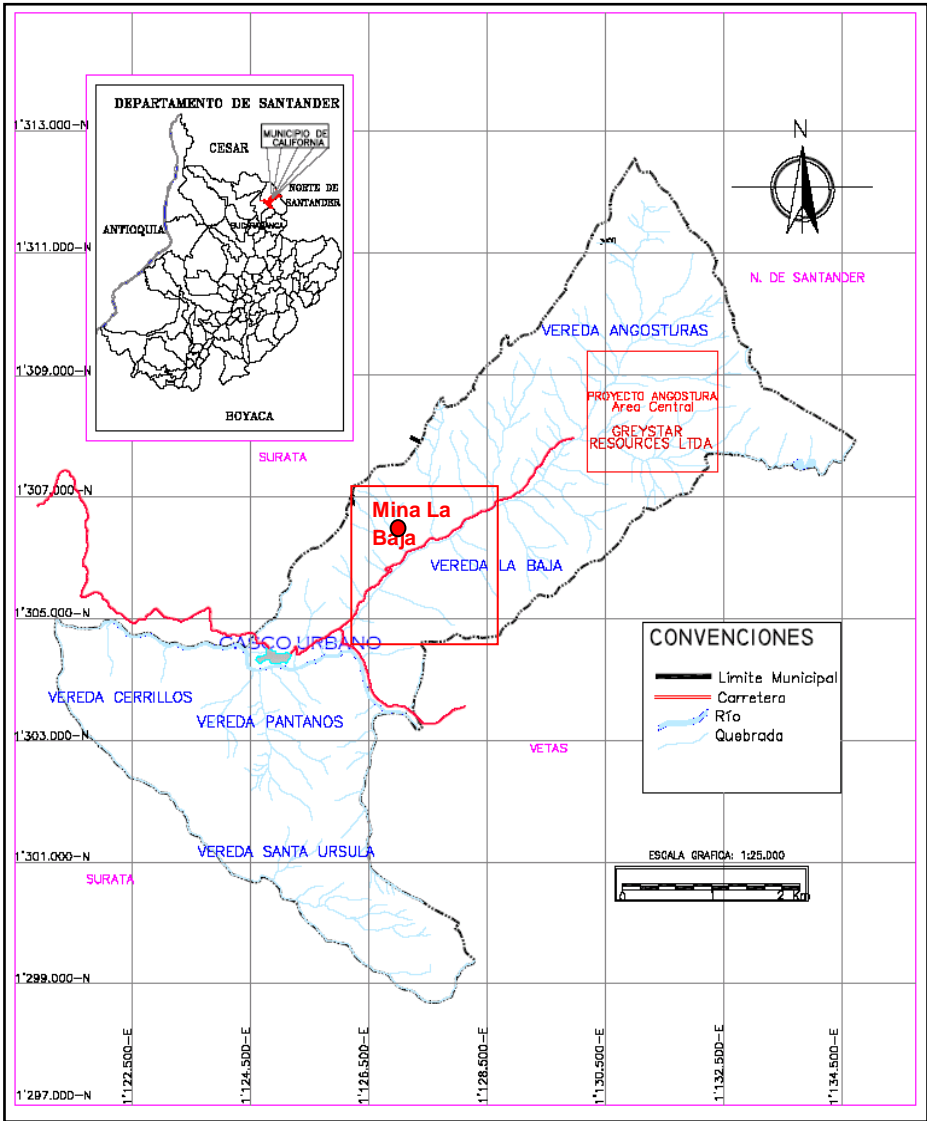 DEPARTAMENTO DE SANTANDER
MUNICIPIO DE
CALIFORNIA
CESAR
NORTE DE
SANTANDER
BUCARAMANGA
ANTIOQUIA
BOYACA
N
1'313.000-N
1'311.000-N
1'309.000-N
1'307.000-N
1'305.000-N
1'303.000-N
1'301.000-N
1'299.000-N
1'297.000-N
N. DE SANTANDER
VEREDA ANGOSTURAS
PROYECTO ANGOSTURA
Area Central
GREYSTAR
RESOURCES LTDA
SURATA
Mina La
Baja
VEREDA LA BAJA
CASCO URBANO
VEREDA CERRILLOS
VEREDA PANTANOS
VETAS
VEREDA SANTA URSULA
SURATA
CONVENCIONES
Límite Municipal
Carretera
Río
Quebrada
ESCALA GRAFICA: 1:25.000
0
1
2 Km
1'122.500-E
1'124.500-E
1'126.500-E
1'128.500-E
1'130.500-E
1'132.500-E
1'134.500-E